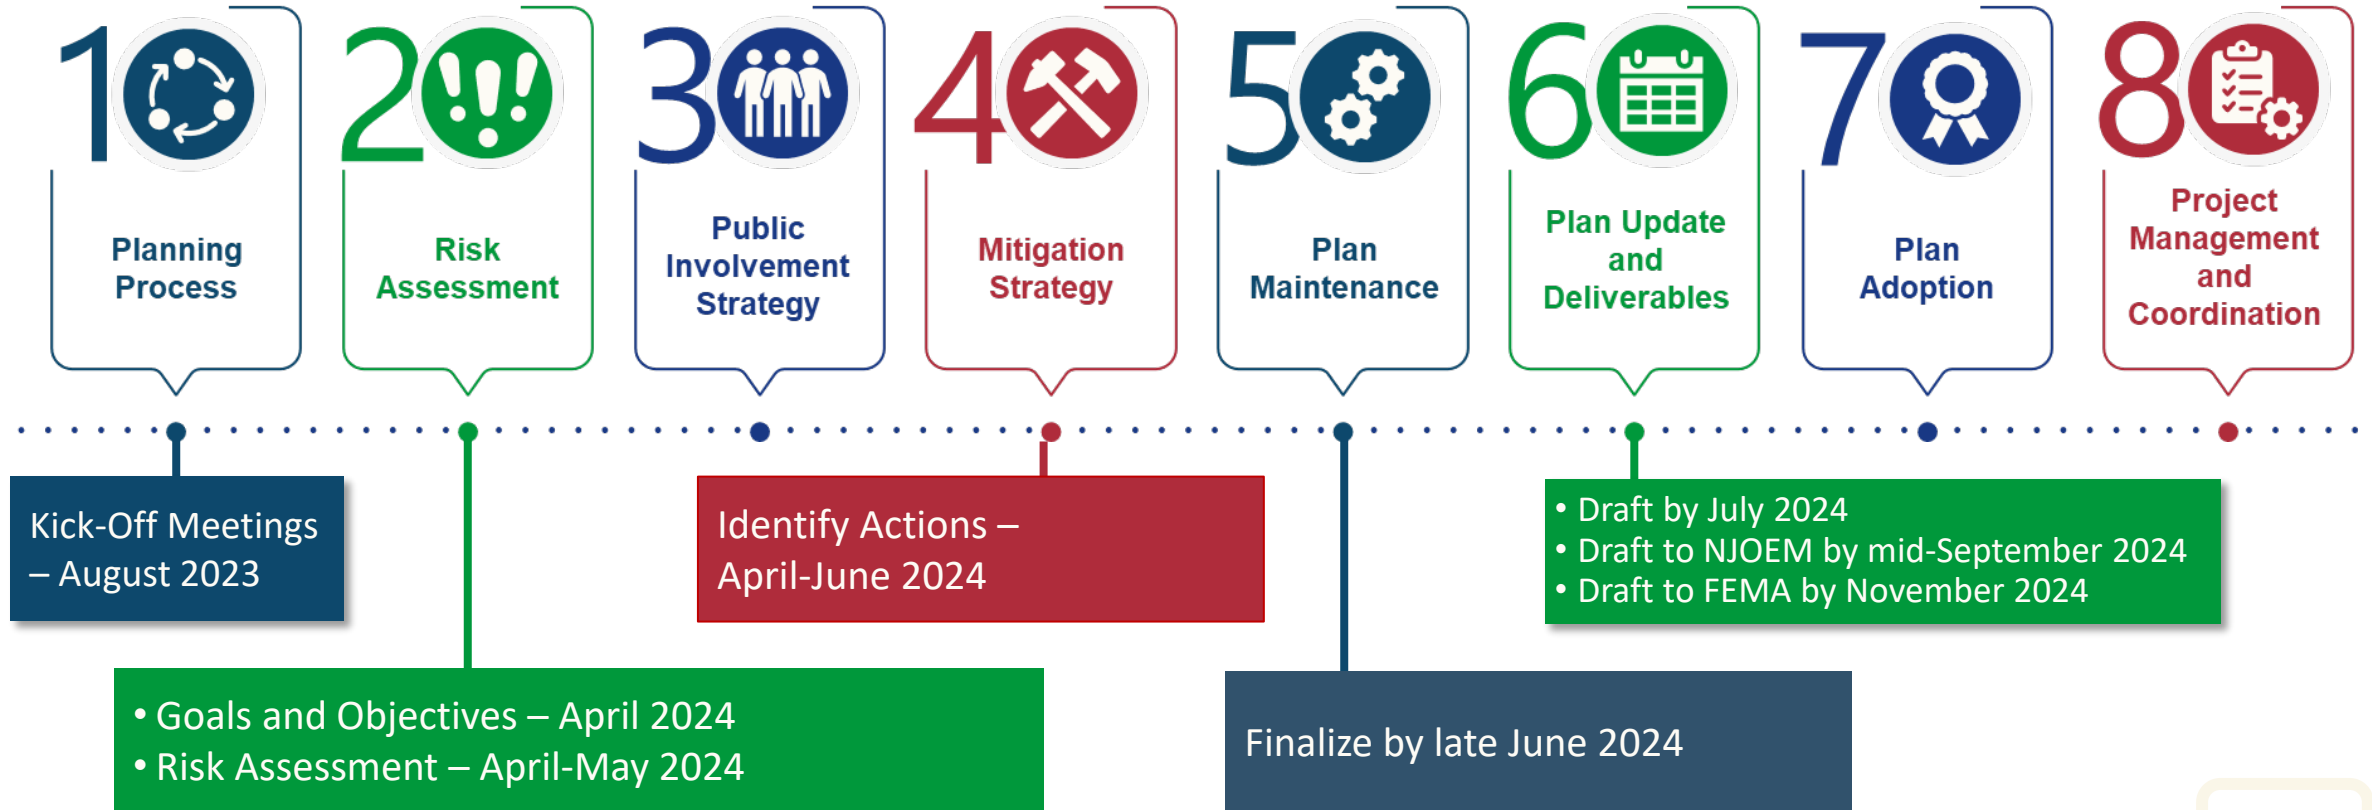 1
Planning
Process
2
Risk
Assessment
3
Public
Involvement
Strategy
4
Mitigation
Strategy
5
Plan
Maintenance
6
Plan Update
and
Deliverables
7
Plan
Adoption
8
Project
Management
and
Coordination
Kick-Off Meetings
– August 2023
• Goals and Objectives – April 2024
• Risk Assessment – April-May 2024
Identify Actions –
April-June 2024
Finalize by late June 2024
• Draft by July 2024
• Draft to NJOEM by mid-September 2024
• Draft to FEMA by November 2024